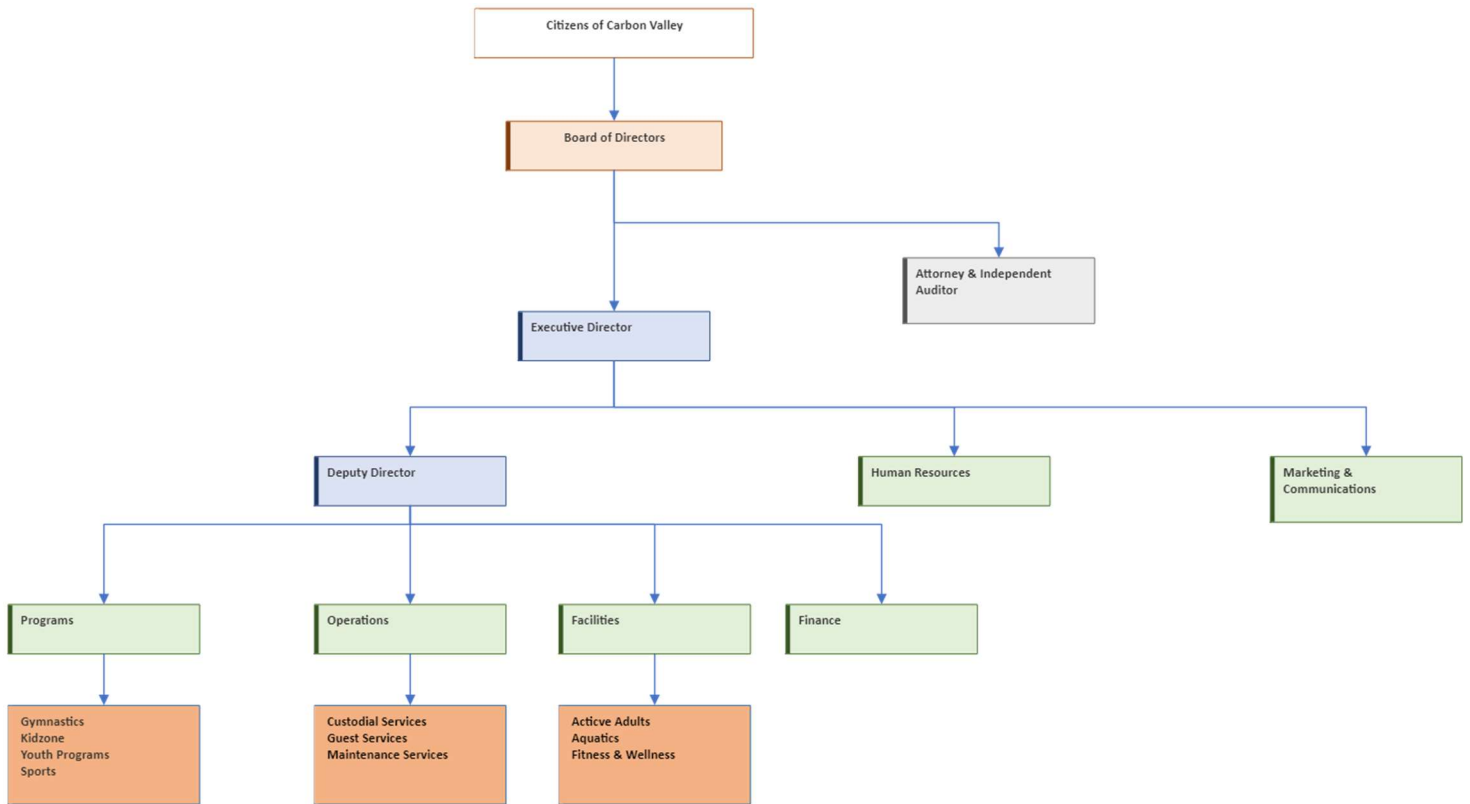 Citizens of Carbon Valley
Board of Directors
Attorney & Independent
Auditor
Executive Director
Deputy Director
Human Resources
Marketing &
Communications
Programs
Operations
Facilities
Finance
Gymnastics
Kidzone
Youth Programs
Sports
Custodial Services
Guest Services
Maintenance Services
Acticve Adults
Aquatics
Fitness & Wellness